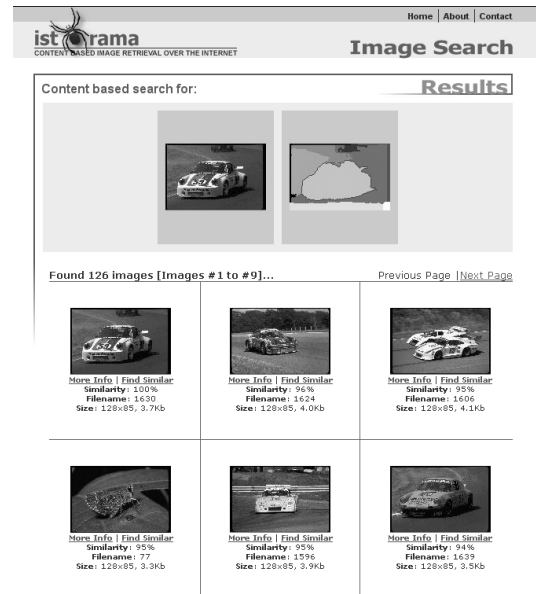 Home | About | Contact
ist rama
CONTENT BASED IMAGE RETRIEVAL OVER THE INTERNET
Image Search
Content based search for:
Results
Found 126 images [Images #1 to #9]...
Previous Page |Next Page
More Info | Find Similar
Similarity: 100%
Filename: 1630
Size: 128x85, 3.7Kb
More Info | Find Similar
Similarity: 96%
Filename: 1624
Size: 128x85, 4.0Kb
More Info | Find Similar
Similarity: 95%
Filename: 1606
Size: 128x85, 4.1Kb
More Info | Find Similar
Similarity: 95%
Filename: 77
Size: 128x85, 3.3Kb
More Info | Find Similar
Similarity: 95%
Filename: 1596
Size: 128x85, 3.9Kb
More Info | Find Similar
Similarity: 94%
Filename: 1639
Size: 128x85, 3.5Kb